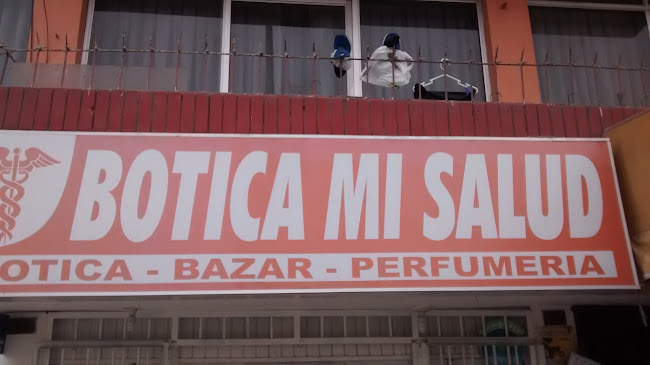 BOTICA MI SALUD
OTICA - BAZAR - PERFUMERIA